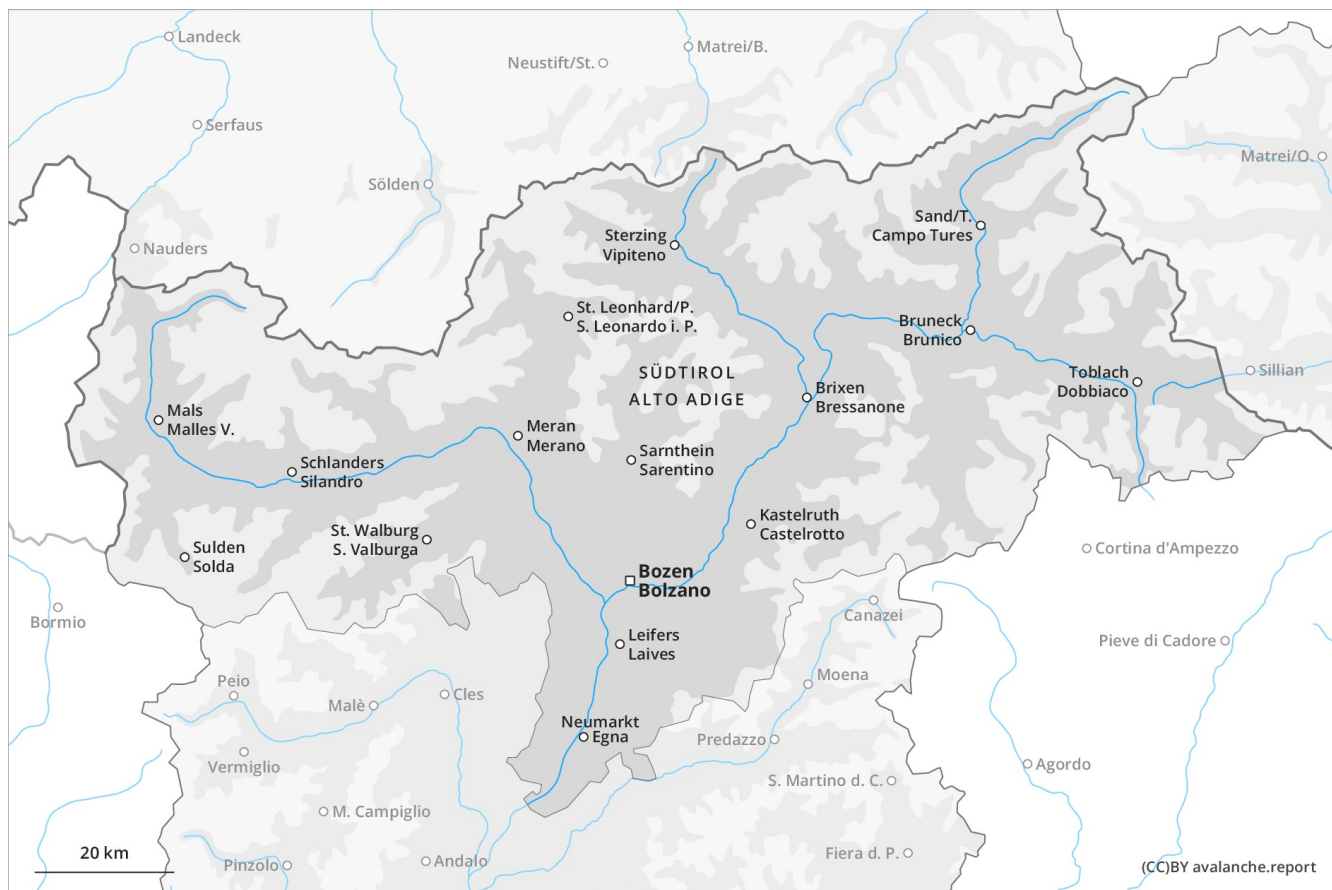 Landeck
Matrei/B.
Neustift/St.
Serfaus
Matrei/O.
Sölden
Sand/T.
Campo Tures
Sterzing
Vipiteno
Nauders
St. Leonhard/P.
S. Leonardo i. P.
Bruneck
Brunico
SÜDTIROL
ALTO ADIGE
Toblach
Dobbiaco
Sillian
Brixen
Bressanone
Mals
Malles V.
Meran
Merano
Sarnthein
Sarentino
Schlanders
Silandro
Kastelruth
Castelrotto
St. Walburg
S. Valburga
Sulden
Solda
Cortina d'Ampezzo
Bozen
Bolzano
Bormio
Canazei
Leifers
Laives
Pieve di Cadore
Moena
Peio
Malè
Cles
Neumarkt
Egna
Predazzo
Vermiglio
Agordo
S. Martino d. C.
M. Campiglio
20 km
Pinzolo
Andalo
Fiera d. P.
(CC)BY avalanche.report